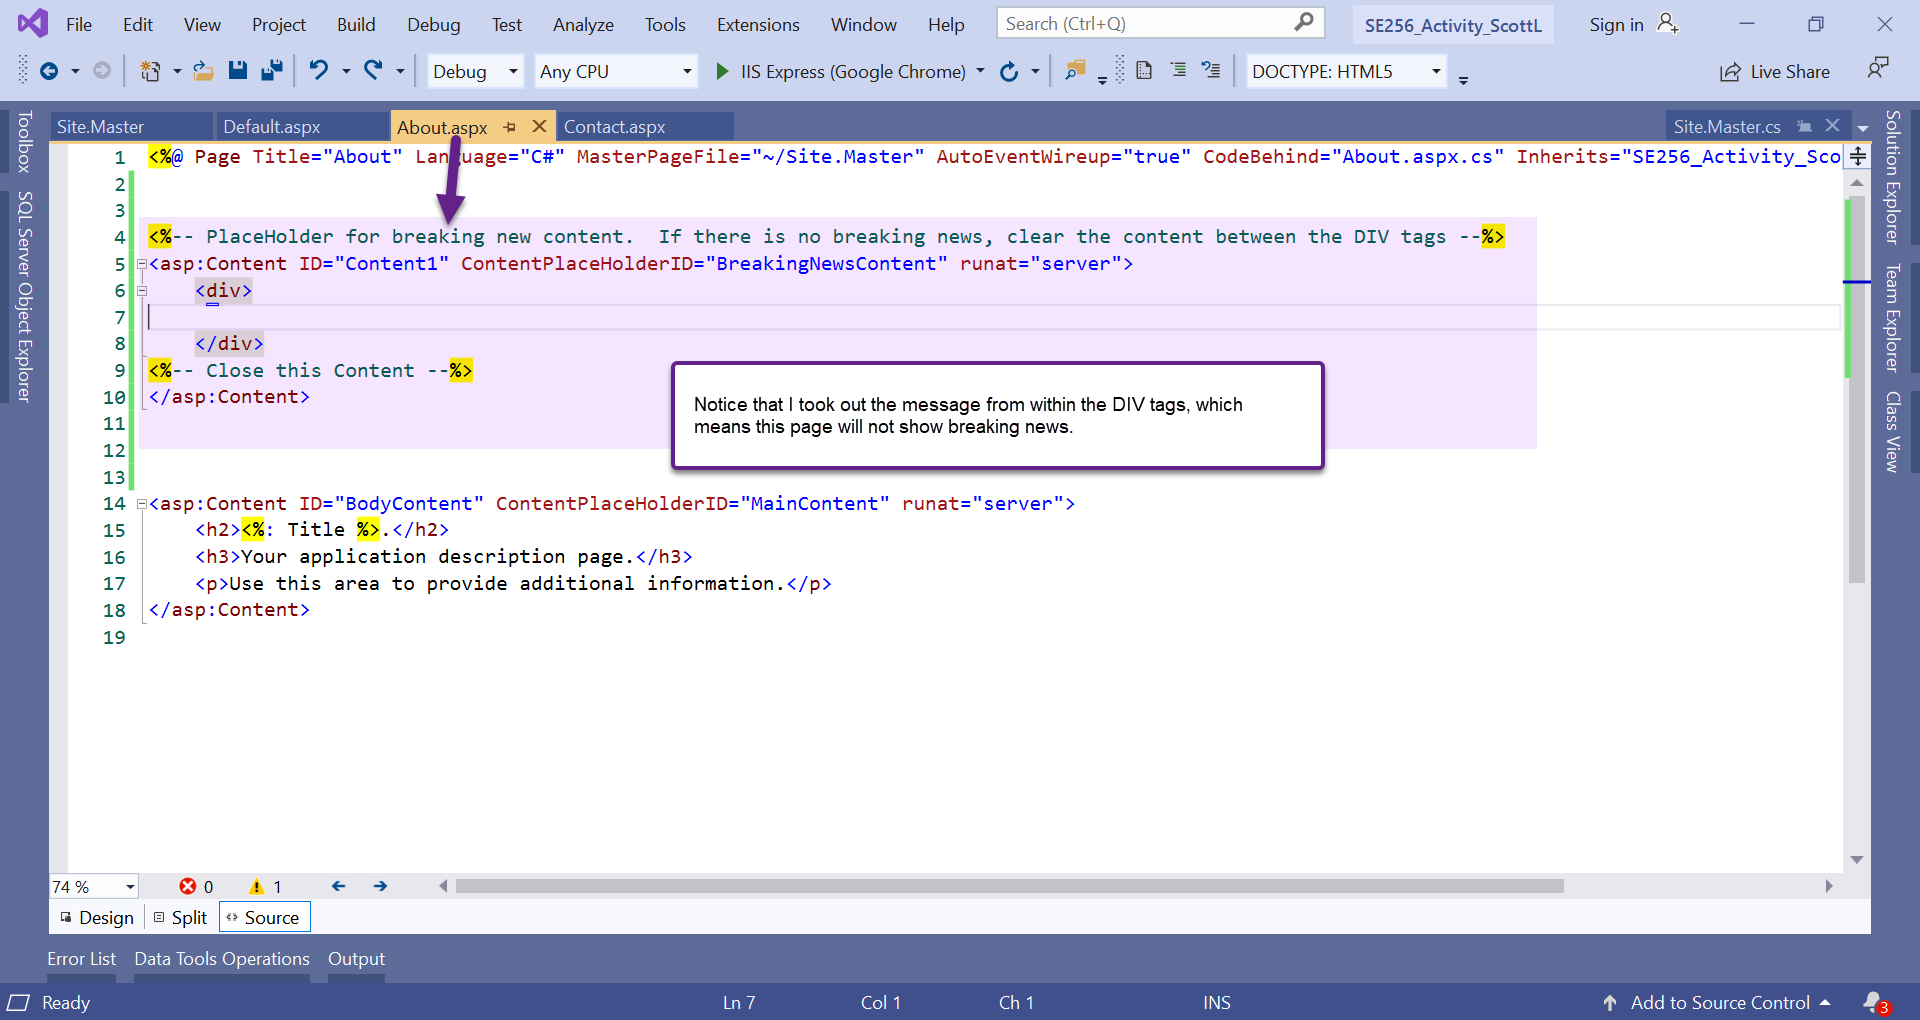 File Edit View Project Build Debug Test Analyze Tools Extensions Window Help Search (Ctrl+Q) SE256_Activity_ScottL Sign in
Debug Any CPU IIS Express (Google Chrome) DOCTYPE: HTML5 Live Share
Site.Master Default.aspx About.aspx Contact.aspx Site.Master.cs
Toolbox
SQL Server Object Explorer
1 <%@ Page Title="About" Language="C#" MasterPageFile="~/Site.Master" AutoEventWireup="true" CodeBehind="About.aspx.cs" Inherits="SE256_Activity_Sco
2
3
4 <%-- PlaceHolder for breaking new content.  If there is no breaking news, clear the content between the DIV tags --%>
5 <asp:Content ID="Content1" ContentPlaceHolderID="BreakingNewsContent" runat="server">
6 <div>
7
8 </div>
9 <%-- Close this Content --%>
10 </asp:Content>
11
12
13
14 <asp:Content ID="BodyContent" ContentPlaceHolderID="MainContent" runat="server">
15 <h2><%: Title %>.</h2>
16 <h3>Your application description page.</h3>
17 <p>Use this area to provide additional information.</p>
18 </asp:Content>
19
Notice that I took out the message from within the DIV tags, which
means this page will not show breaking news.
Solution Explorer
Team Explorer
Class View
74 % 0 1
Design Split Source
Error List Data Tools Operations Output
Ready Ln 7 Col 1 Ch 1 INS Add to Source Control 3